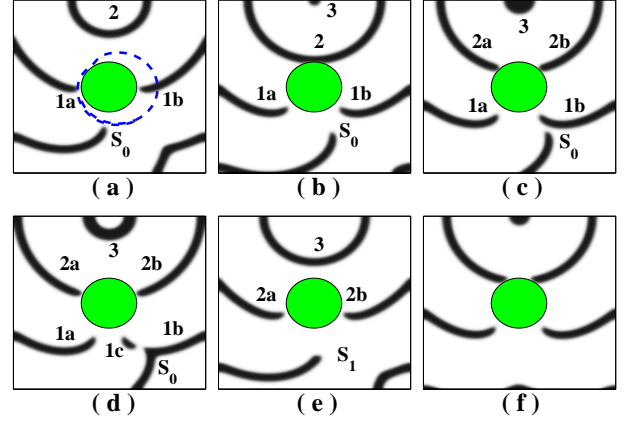 2
1a
1b
S0
( a )
3
2
1a
1b
S0
( b )
3
2a
2b
1a
1b
S0
( c )
3
2a
2b
1a
1c
1b
S0
( d )
3
2a
2b
S1
( e )
( f )